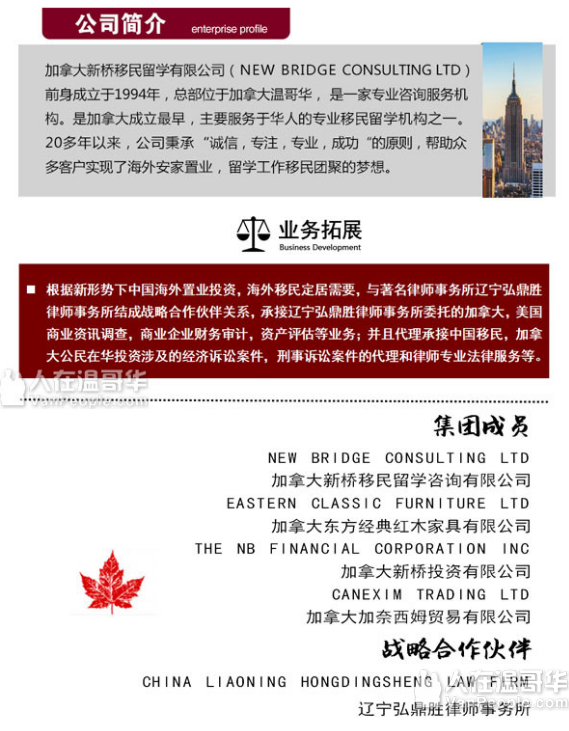 公司简介 enterprise profile
加拿大新桥移民留学有限公司（NEW BRIDGE CONSULTING LTD）
前身成立于1994年，总部位于加拿大温哥华，是一家专业咨询服务机
构。是加拿大成立最早，主要服务于华人的专业移民留学机构之一。
20多年以来，公司秉承“诚信，专注，专业，成功“的原则，帮助众
多客户实现了海外安家置业，留学工作移民团聚的梦想。
业务拓展
Business Development
■ 根据新形势下中国海外置业投资，海外移民定居需要，与著名律师事务所辽宁弘鼎胜
律师事务所结成战略合作伙伴关系，承接辽宁弘鼎胜律师事务所委托的加拿大，美国
商业资讯调查，商业企业财务审计，资产评估等业务；并且代理承接中国移民，加拿
大公民在华投资涉及的经济诉讼案件，刑事诉讼案件的代理和律师专业法律服务等。
人在温哥华
VanPeople.com
集团成员
NEW BRIDGE CONSULTING LTD
加拿大新桥移民留学咨询有限公司
EASTERN CLASSIC FURNITURE LTD
加拿大东方经典红木家具有限公司
THE NB FINANCIAL CORPORATION INC
加拿大新桥投资有限公司
CANEXIM TRADING LTD
加拿大加奈西姆贸易有限公司
战略合作伙伴
CHINA LIAONING HONGDINGSHENG LAW FIRM
辽宁弘鼎胜律师事务所
人在温哥华
VanPeople.com